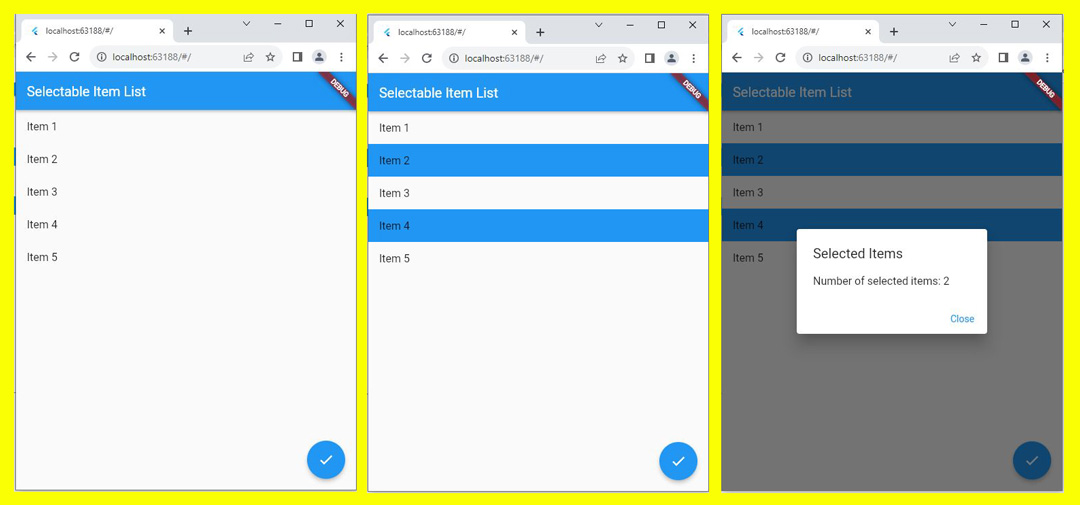 localhost:63188/#/
localhost:63188/#/
Selectable Item List
DEBUG
Item 1
Item 2
Item 3
Item 4
Item 5
localhost:63188/#/
localhost:63188/#/
Selectable Item List
DEBUG
Item 1
Item 2
Item 3
Item 4
Item 5
localhost:63188/#/
localhost:63188/#/
Selectable Item List
DEBUG
Item 1
Item 2
Item 3
Item 4
Item 5
Selected Items
Number of selected items: 2
Close